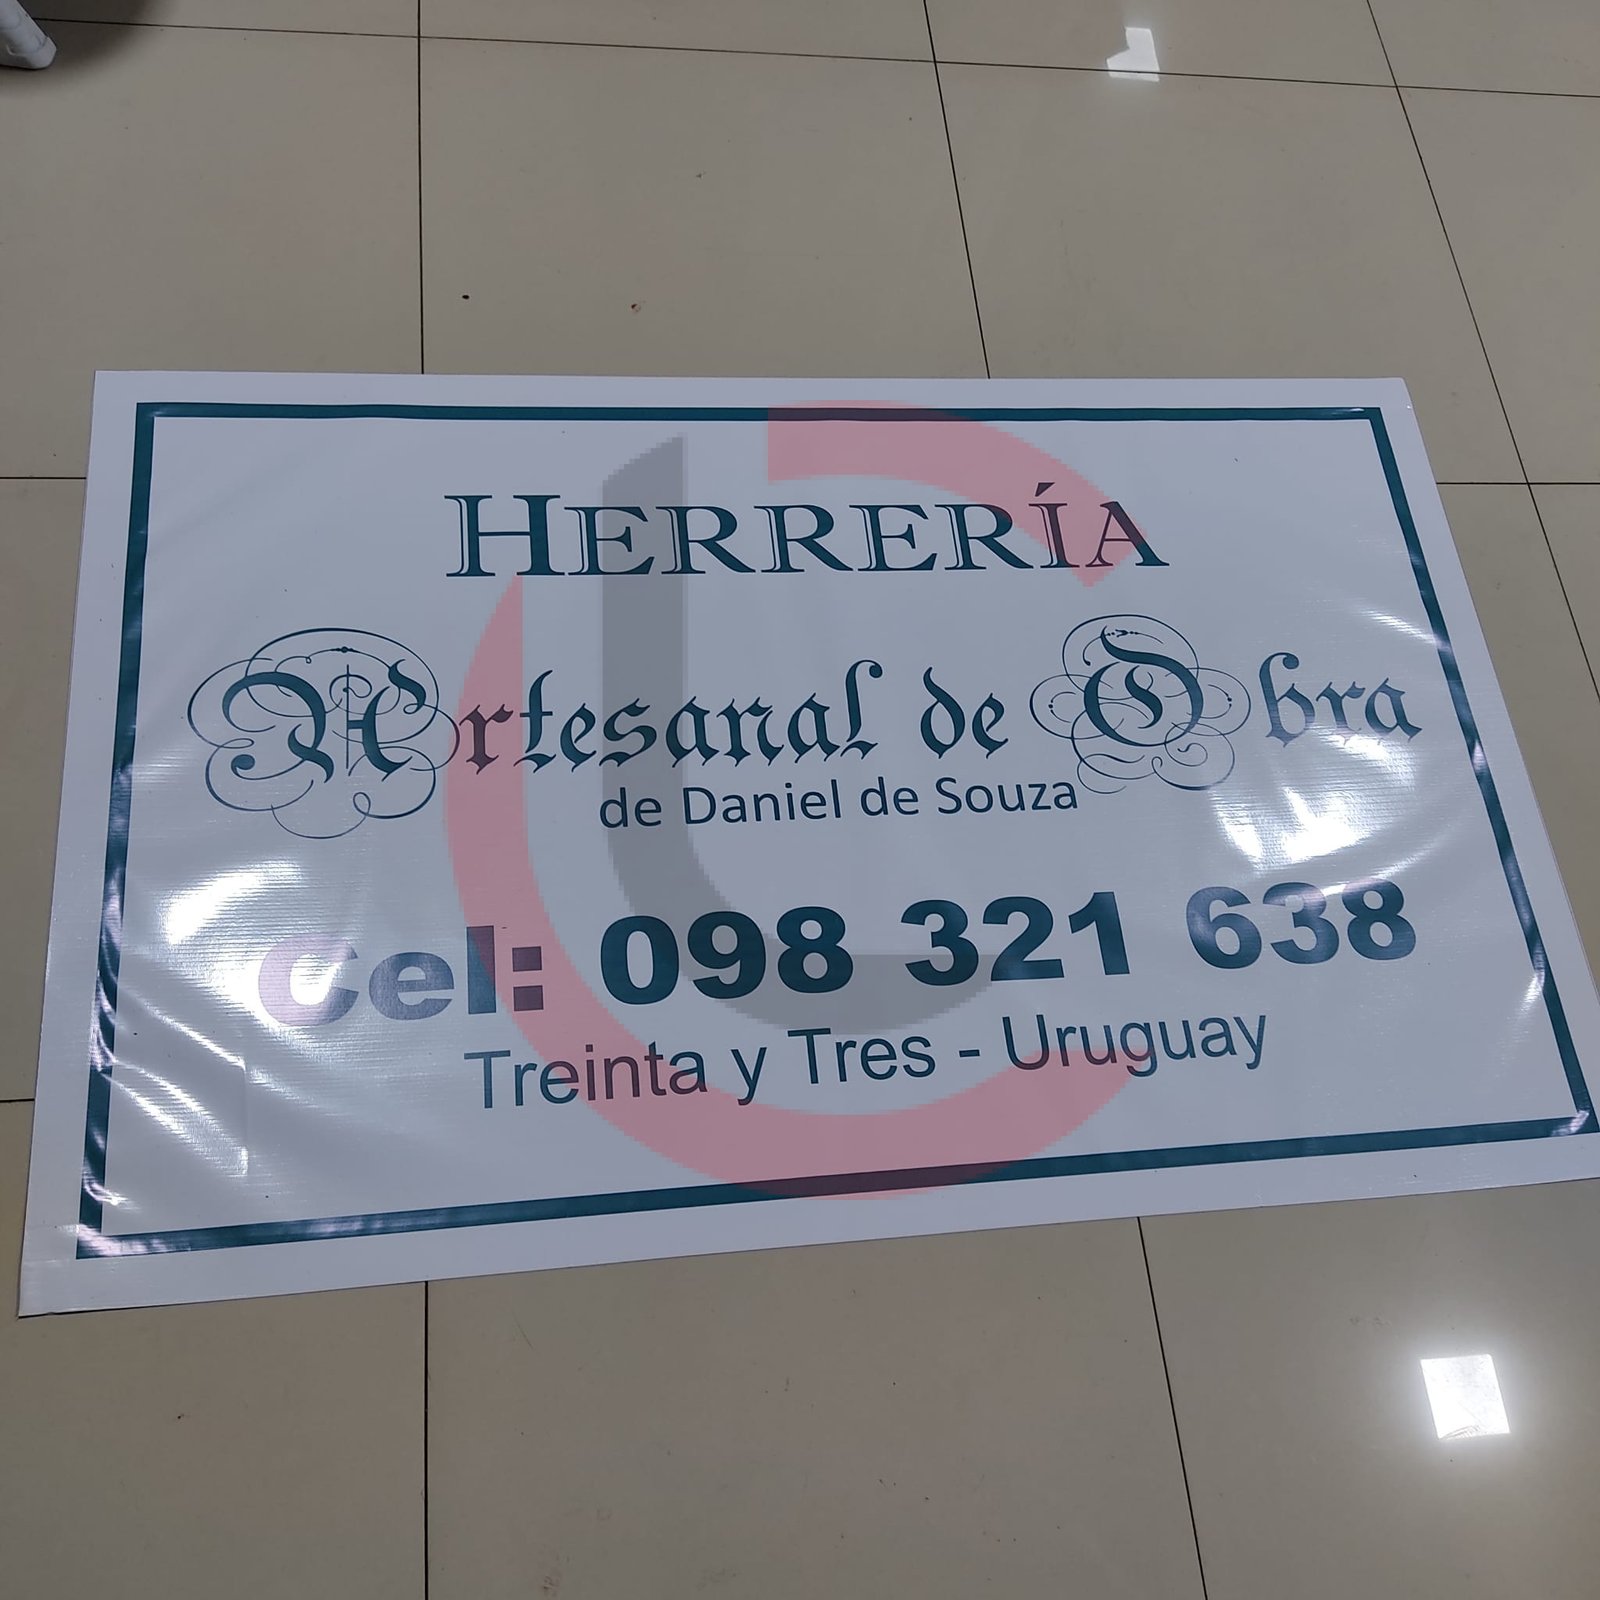 HERRERÍA
Artesanal de Obra
de Daniel de Souza
Cel: 098 321 638
Treinta y Tres - Uruguay